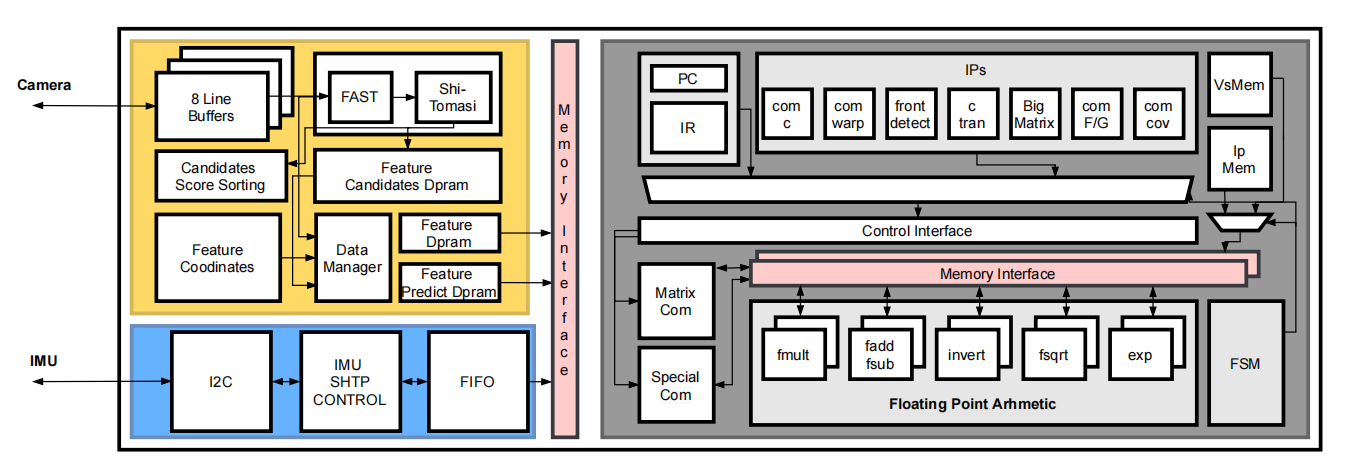 Camera
8 Line
Buffers
FAST
Shi-
Tomasi
Candidates
Score Sorting
Feature
Candidates Dpram
Feature
Coodinates
Data
Manager
Feature
Dpram
Feature
Predict Dpram
IMU
I2C
IMU
SHTP
CONTROL
FIFO
Memory Interface
PC
IR
IPs
com
c
com
warp
front
detect
c
tran
Big
Matrix
com
F/G
com
cov
VsMem
Ip
Mem
Control Interface
Memory Interface
Matrix
Com
Special
Com
fmult
fadd
fsub
invert
fsqrt
exp
Floating Point Arhmetic
FSM